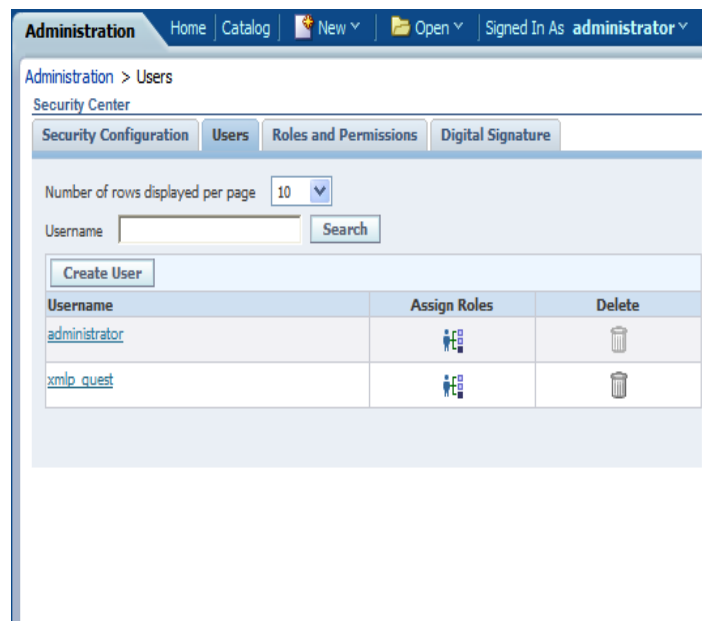 Administration Home Catalog New Open Signed In As administrator
Administration > Users
Security Center
Security Configuration Users Roles and Permissions Digital Signature
Number of rows displayed per page 10
Username Search
Create User
Username Assign Roles Delete
administrator
xmlp_guest